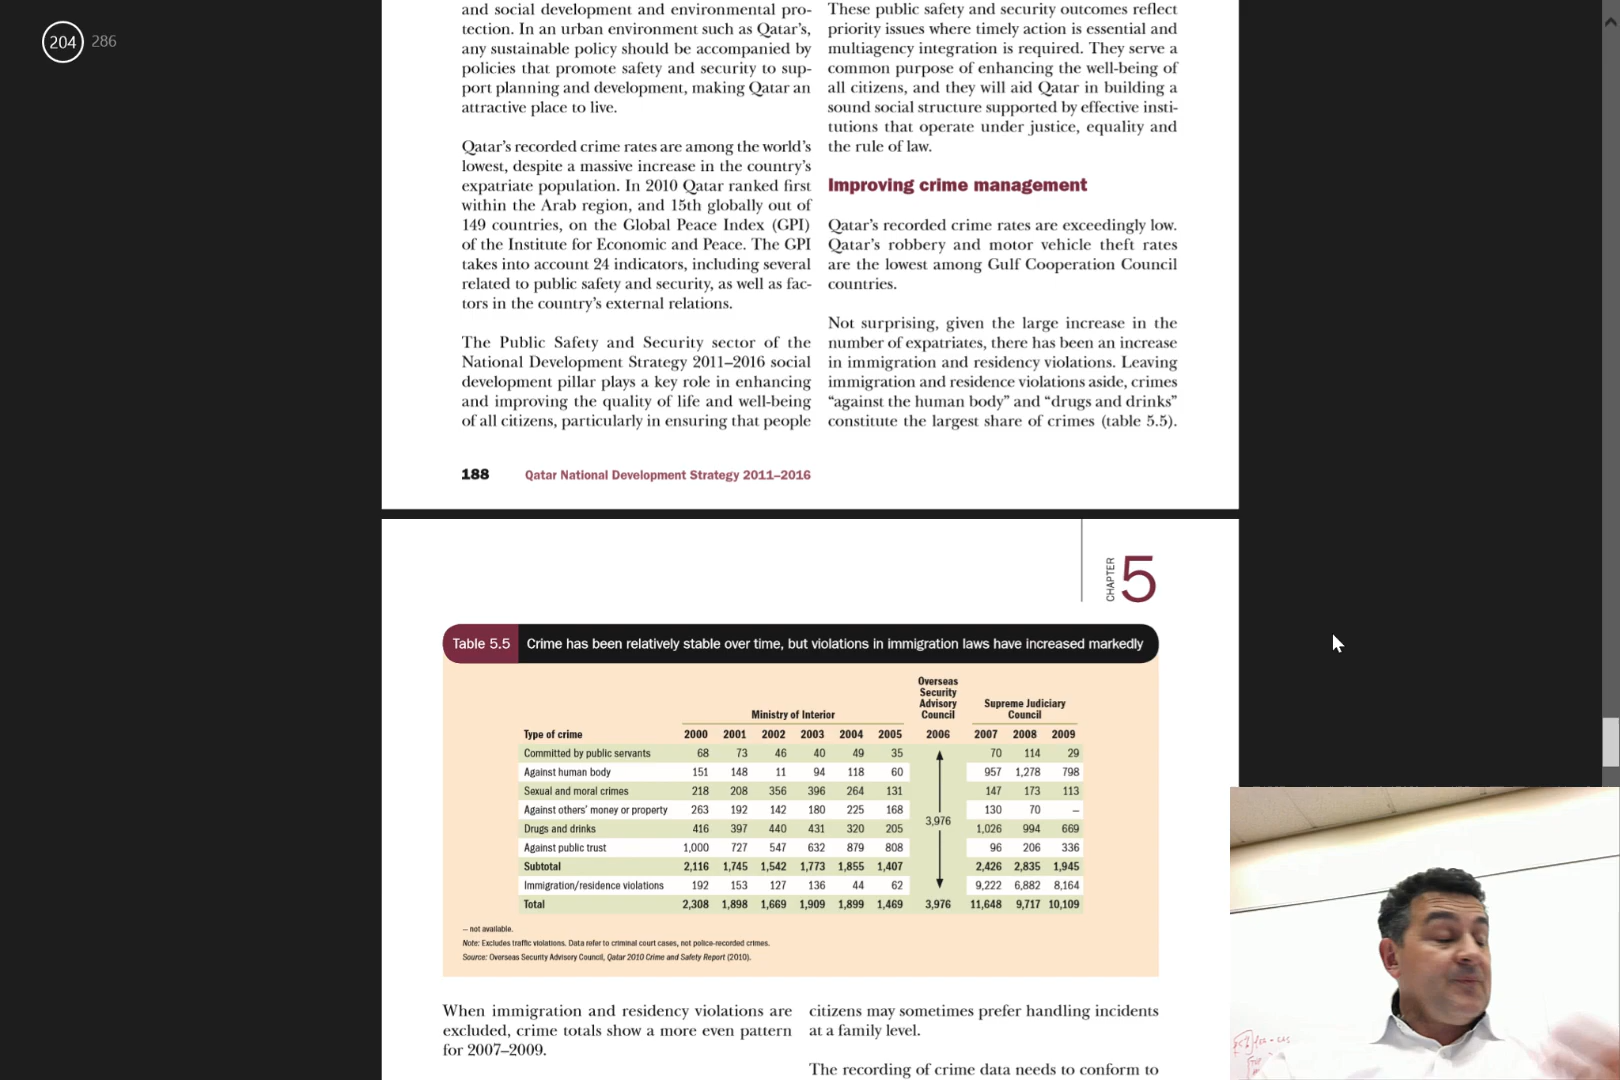 204 286
and social development and environmental pro-
tection. In an urban environment such as Qatar's,
any sustainable policy should be accompanied by
policies that promote safety and security to sup-
port planning and development, making Qatar an
attractive place to live.
Qatar's recorded crime rates are among the world's
lowest, despite a massive increase in the country's
expatriate population. In 2010 Qatar ranked first
within the Arab region, and 15th globally out of
149 countries, on the Global Peace Index (GPI)
of the Institute for Economic and Peace. The GPI
takes into account 24 indicators, including several
related to public safety and security, as well as fac-
tors in the country's external relations.
The Public Safety and Security sector of the
National Development Strategy 2011–2016 social
development pillar plays a key role in enhancing
and improving the quality of life and well-being
of all citizens, particularly in ensuring that people
These public safety and security outcomes reflect
priority issues where timely action is essential and
multiagency integration is required. They serve a
common purpose of enhancing the well-being of
all citizens, and they will aid Qatar in building a
sound social structure supported by effective insti-
tutions that operate under justice, equality and
the rule of law.
Improving crime management
Qatar's recorded crime rates are exceedingly low.
Qatar's robbery and motor vehicle theft rates
are the lowest among Gulf Cooperation Council
countries.
Not surprising, given the large increase in the
number of expatriates, there has been an increase
in immigration and residency violations. Leaving
immigration and residence violations aside, crimes
“against the human body” and “drugs and drinks”
constitute the largest share of crimes (table 5.5).
188 Qatar National Development Strategy 2011–2016
CHAPTER 5
Table 5.5 Crime has been relatively stable over time, but violations in immigration laws have increased markedly
Overseas
Security
Advisory
Council
Ministry of Interior
Supreme Judiciary
Council
Type of crime 2000 2001 2002 2003 2004 2005 2006 2007 2008 2009
Committed by public servants 68 73 46 40 49 35 70 114 29
Against human body 151 148 11 94 118 60 957 1,278 798
Sexual and moral crimes 218 208 356 396 264 131 147 173 113
Against others' money or property 263 192 142 180 225 168 130 70 –
3,976
Drugs and drinks 416 397 440 431 320 205 1,026 994 669
Against public trust 1,000 727 547 632 879 808 96 206 336
Subtotal 2,116 1,745 1,542 1,773 1,855 1,407 2,426 2,835 1,945
Immigration/residence violations 192 153 127 136 44 62 9,222 6,882 8,164
Total 2,308 1,898 1,669 1,909 1,899 1,469 3,976 11,648 9,717 10,109
– not available.
Note: Excludes traffic violations. Data refer to criminal court cases, not police-recorded crimes.
Source: Overseas Security Advisory Council, Qatar 2010 Crime and Safety Report (2010).
When immigration and residency violations are
excluded, crime totals show a more even pattern
for 2007–2009.
citizens may sometimes prefer handling incidents
at a family level.
The recording of crime data needs to conform to